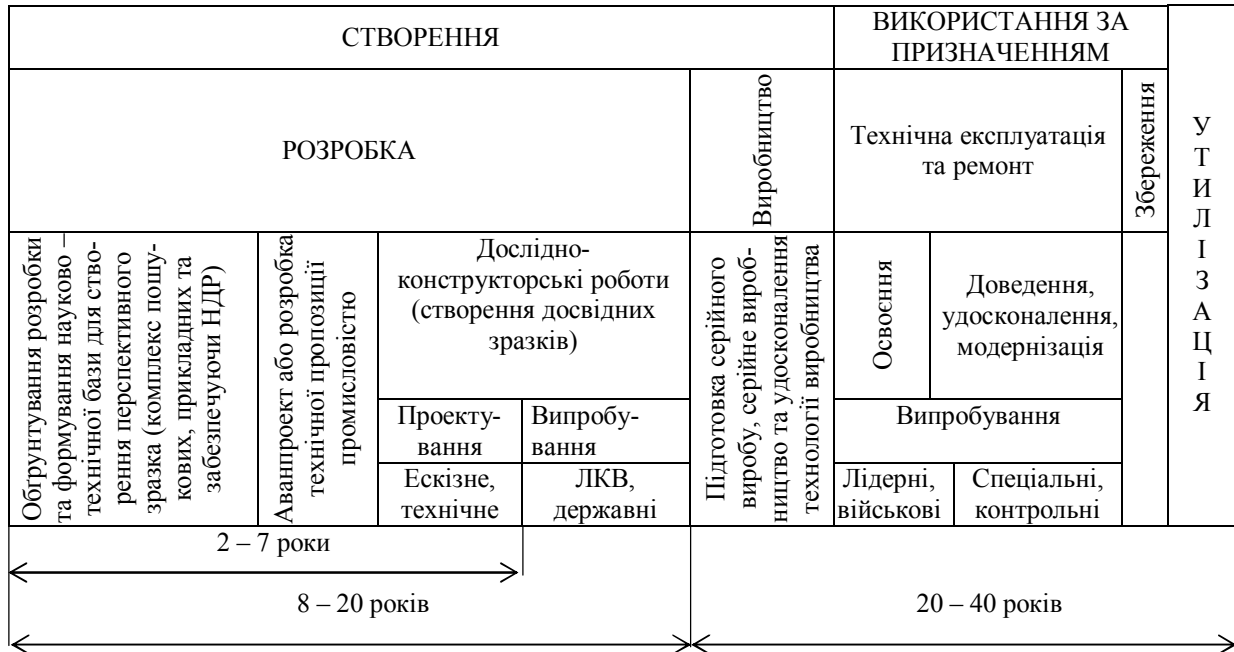 СТВОРЕННЯ
ВИКОРИСТАННЯ ЗА
ПРИЗНАЧЕННЯМ
УТИЛІЗАЦІЯ
РОЗРОБКА
Виробництво
Технічна експлуатація
та ремонт
Збереження
Обгрунтування розробки
та формування науково –
технічної бази для ство-
рення перспективного
зразка (комплекс пошу-
кових, прикладних та
забезпечуючи НДР)
Аванпроект або розробка
технічної пропозиції
промисловістю
Дослідно-
конструкторські роботи
(створення досвідних
зразків)
Підготовка серійного
виробу, серійне вироб-
ництво та удосконалення
технології виробництва
Освоєння
Доведення,
удосконалення,
модернізація
Проекту-
вання
Випробу-
вання
Випробування
Ескізне,
технічне
ЛКВ,
державні
Лідерні,
військові
Спеціальні,
контрольні
2 – 7 роки
8 – 20 років
20 – 40 років